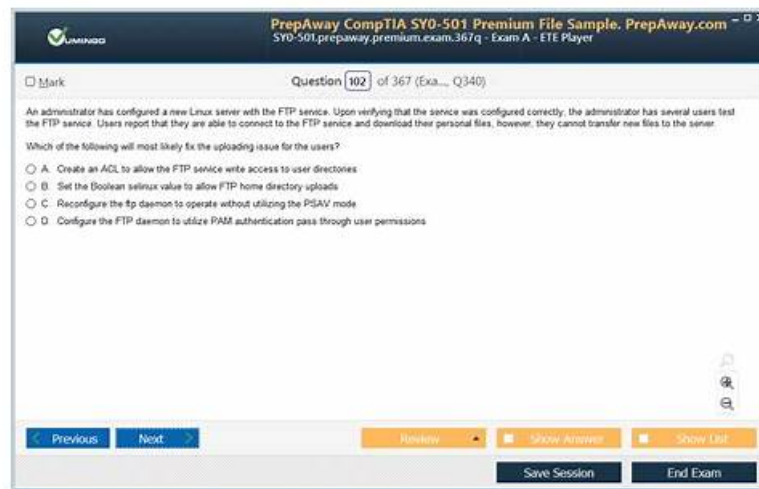 VUMINGO
PrepAway CompTIA SY0-501 Premium File Sample. PrepAway.com
SY0-501.prepaway.premium.exam.367q - Exam A - ETE Player
Mark
Question 102 of 367 (Exa..., Q340)
An administrator has configured a new Linux server with the FTP service. Upon verifying that the service was configured correctly, the administrator has several users test
the FTP service. Users report that they are able to connect to the FTP service and download their personal files, however, they cannot transfer new files to the server.
Which of the following will most likely fix the uploading issue for the users?
A. Create an ACL to allow the FTP service write access to user directories
B. Set the Boolean selinux value to allow FTP home directory uploads
C. Reconfigure the ftp daemon to operate without utilizing the PSAV mode
D. Configure the FTP daemon to utilize PAM authentication pass through user permissions
Previous
Next
Review
Show Answer
Show List
Save Session
End Exam